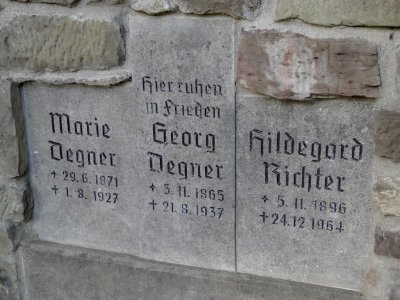 Marie
Degner
† 29.6.1871
† 1.8.1927
Hier ruhen
in Frieden
Georg
Degner
† 3.11.1865
† 21.8.1937
Hildegard
Richter
† 5.11.1896
† 24.12.1964